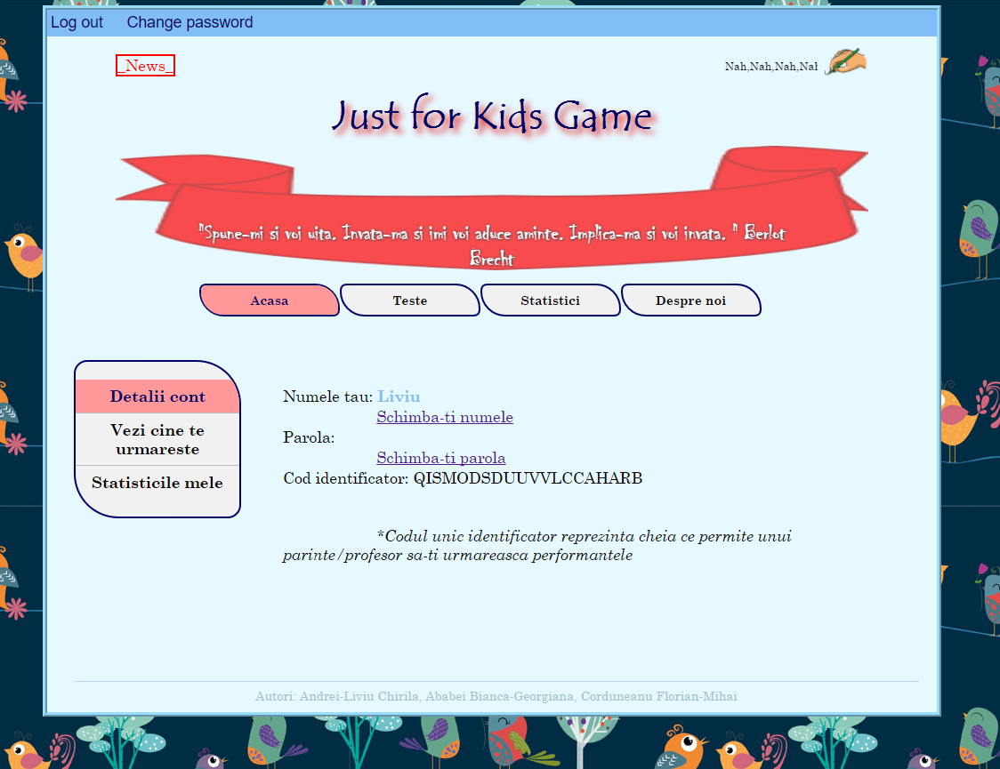 Log out Change password
_News_
Nah,Nah,Nah,Nah
Just for Kids Game
"Spune-mi si voi uita. Invata-ma si imi voi aduce aminte. Implica-ma si voi invata. " Berlot
Brecht
Acasa Teste Statistici Despre noi
Detalii cont
Vezi cine te
urmareste
Statisticile mele
Numele tau: Liviu
Schimba-ti numele
Parola:
Schimba-ti parola
Cod identificator: QISMODSDUUVVLCCAHARB
*Codul unic identificator reprezinta cheia ce permite unui
parinte/profesor sa-ti urmareasca performantele
Autori: Andrei-Liviu Chirila, Ababei Bianca-Georgiana, Corduneanu Florian-Mihai